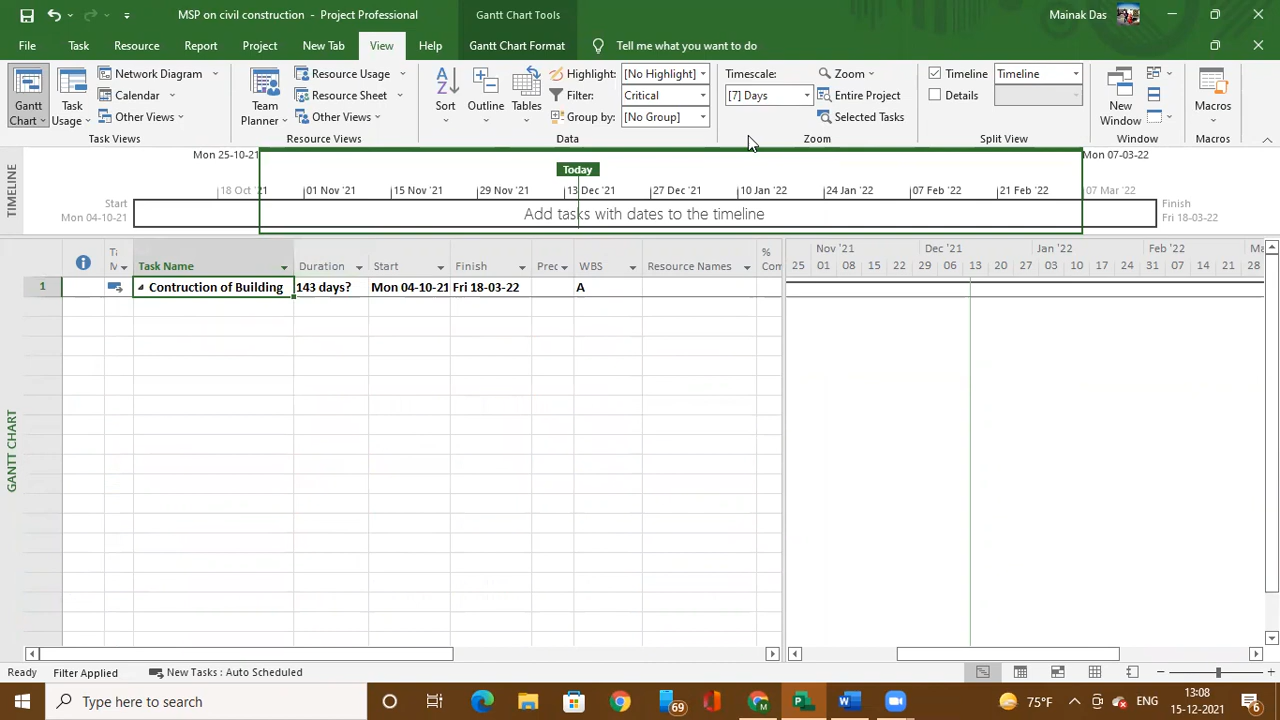 MSP on civil construction - Project Professional
Gantt Chart Tools
Mainak Das
File Task Resource Report Project New Tab View Help Gantt Chart Format Tell me what you want to do
Gantt Chart
Task Usage
Network Diagram
Calendar
Other Views
Task Views
Team Planner
Resource Usage
Resource Sheet
Other Views
Resource Views
Sort
Outline
Tables
Highlight: [No Highlight]
Filter: Critical
Group by: [No Group]
Data
Timescale:
[7] Days
Zoom
Entire Project
Selected Tasks
Zoom
Timeline Timeline
Details
Split View
New Window
Window
Macros
Macros
TIMELINE
Mon 25-10-21
Mon 07-03-22
Today
18 Oct '21 01 Nov '21 15 Nov '21 29 Nov '21 13 Dec '21 27 Dec '21 10 Jan '22 24 Jan '22 07 Feb '22 21 Feb '22 07 Mar '22
Start
Mon 04-10-21
Add tasks with dates to the timeline
Finish
Fri 18-03-22
GANTT CHART
Ta M Task Name Duration Start Finish Prec WBS Resource Names % Com
Nov '21 Dec '21 Jan '22 Feb '22 Ma
25 01 08 15 22 29 06 13 20 27 03 10 17 24 31 07 14 21 28
1 Contruction of Building 143 days? Mon 04-10-21 Fri 18-03-22 A
Ready Filter Applied New Tasks : Auto Scheduled
Type here to search
69
75°F
ENG
13:08
15-12-2021
6